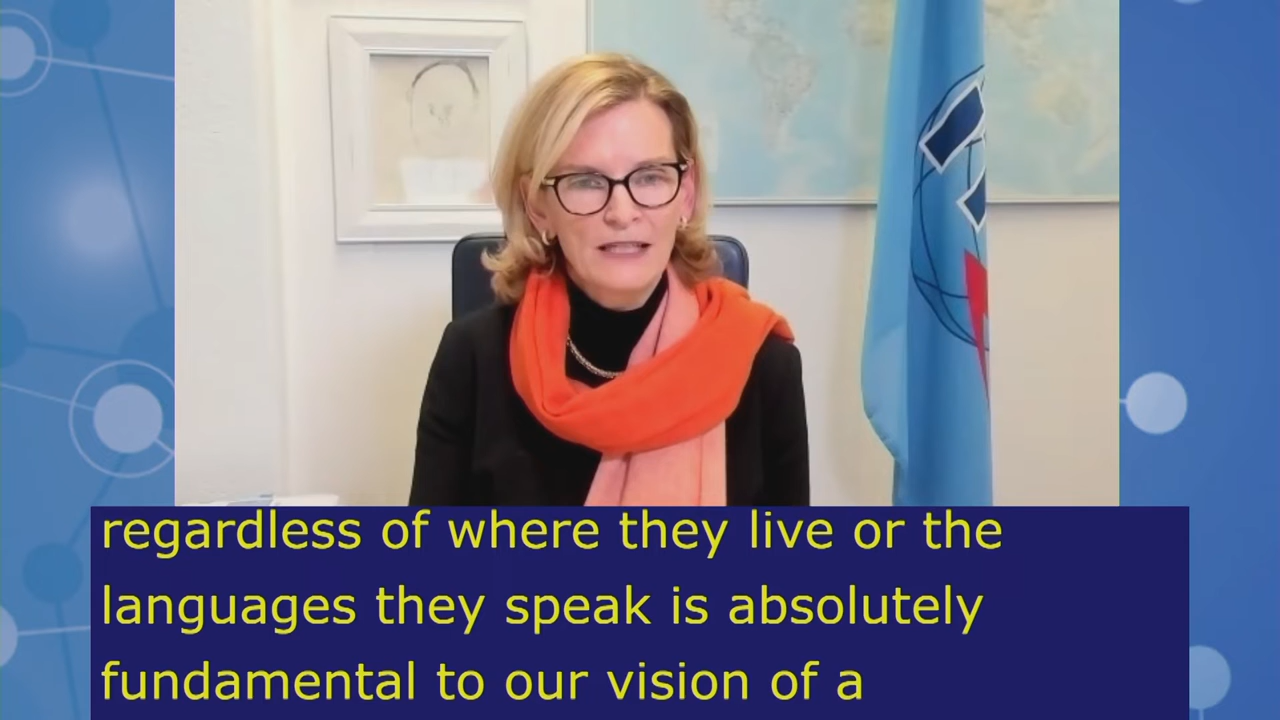 regardless of where they live or the
languages they speak is absolutely
fundamental to our vision of a